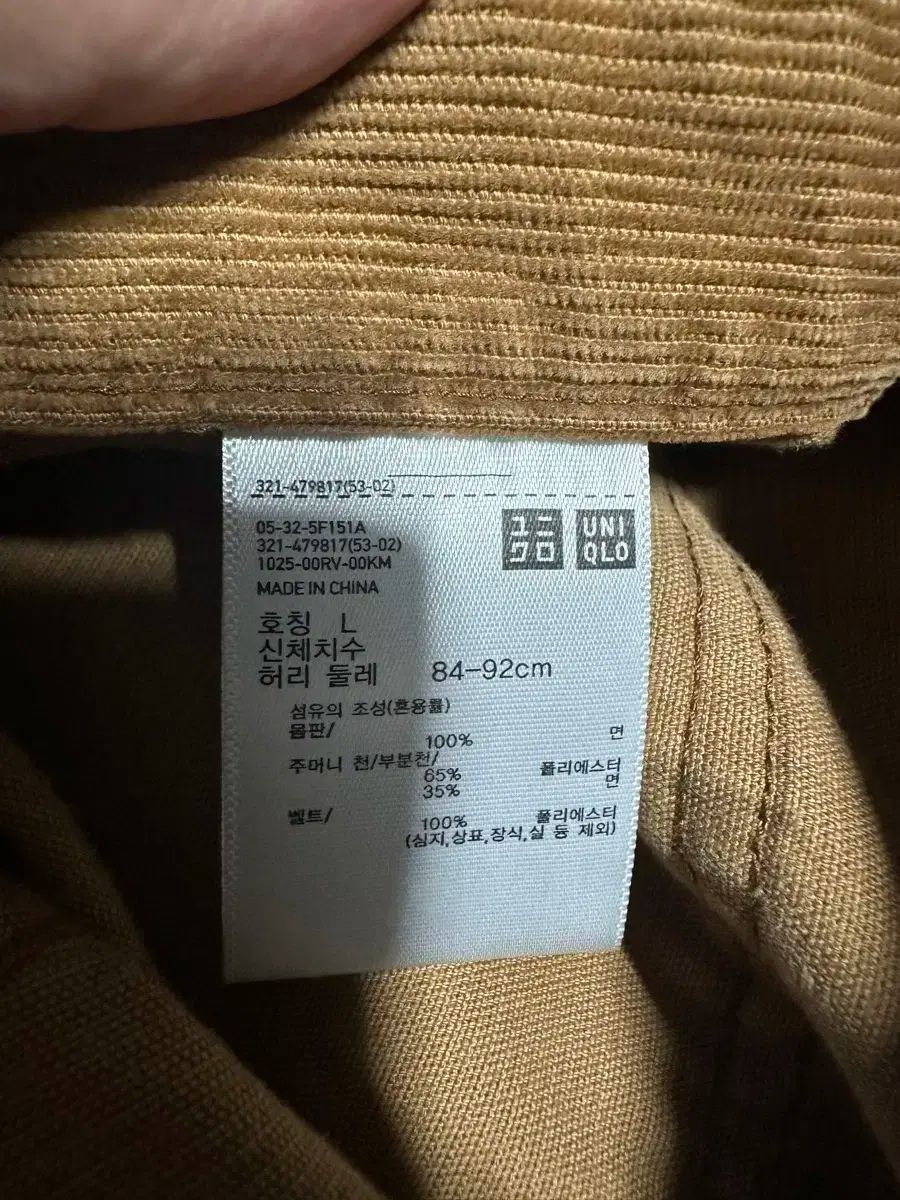 321-479817(53-02)
05-32-5F151A
321-479817(53-02)
1025-00RV-00KM
MADE IN CHINA
ユニ
クロ
UNI
QLO
호칭 L
신체치수
허리 둘레 84-92cm
섬유의 조성(혼용률)
몸판/
100% 면
주머니 천/부분천/
65% 폴리에스터
35% 면
벨트/
100% 폴리에스터
(심지,상표,장식,실 등 제외)